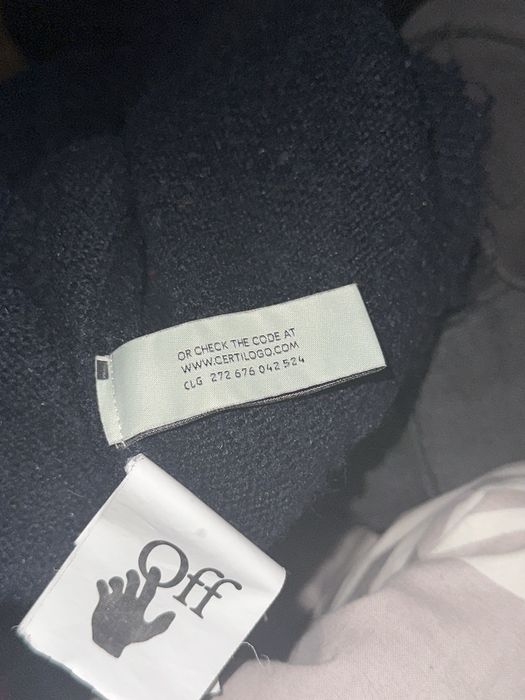 OR CHECK THE CODE AT
WWW.CERTILOGO.COM
CLG 272 676 042 524
Off